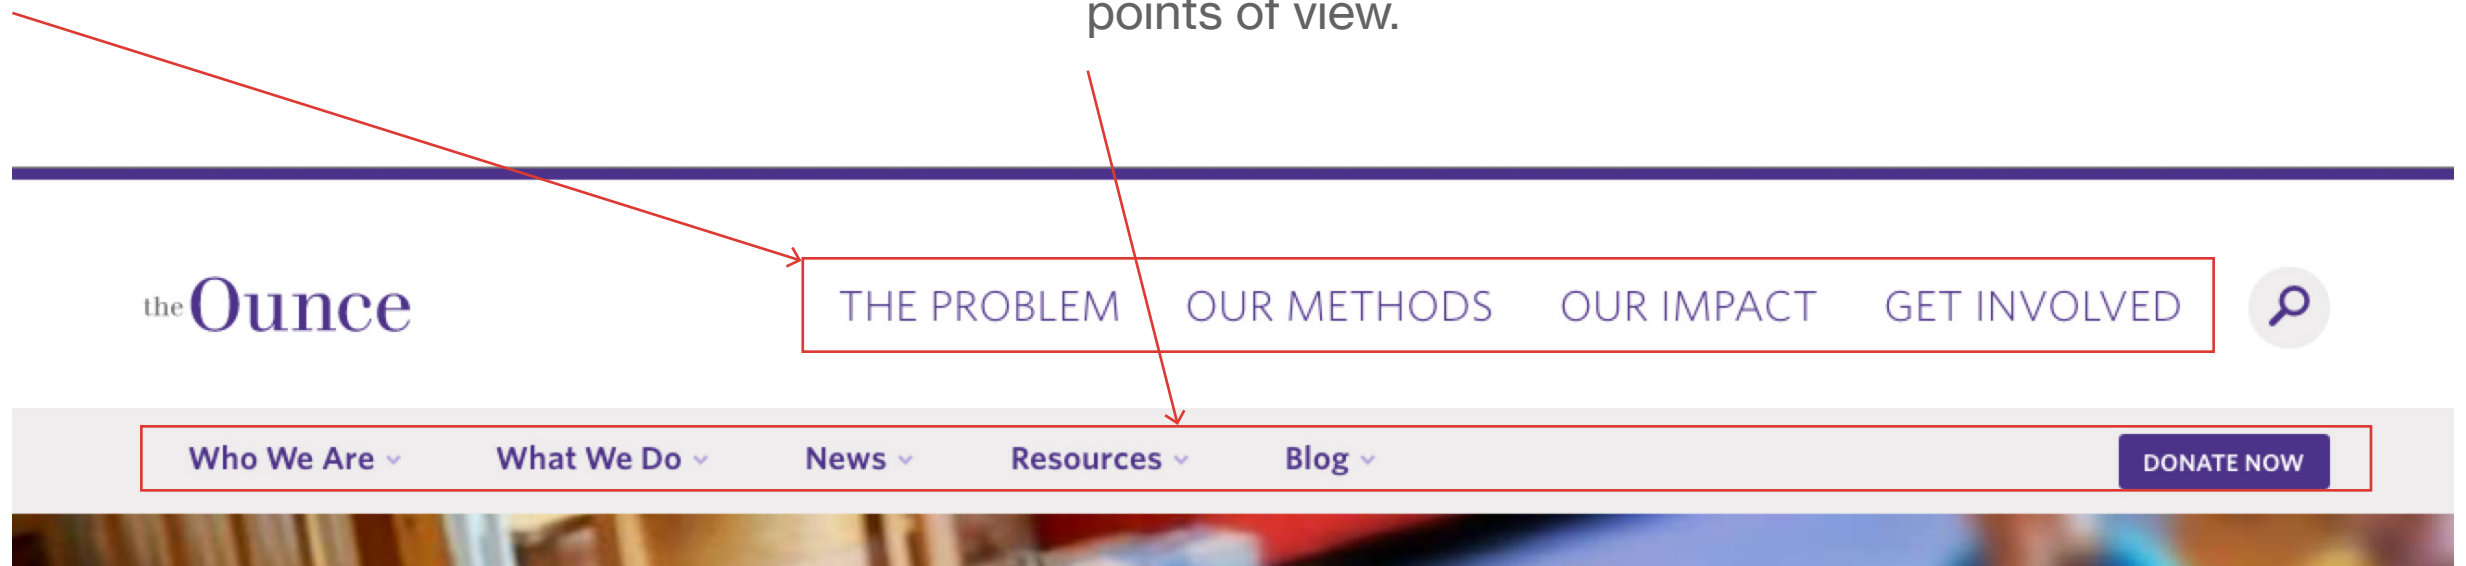 points of view.
the Ounce
THE PROBLEM OUR METHODS OUR IMPACT GET INVOLVED
Who We Are What We Do News Resources Blog DONATE NOW